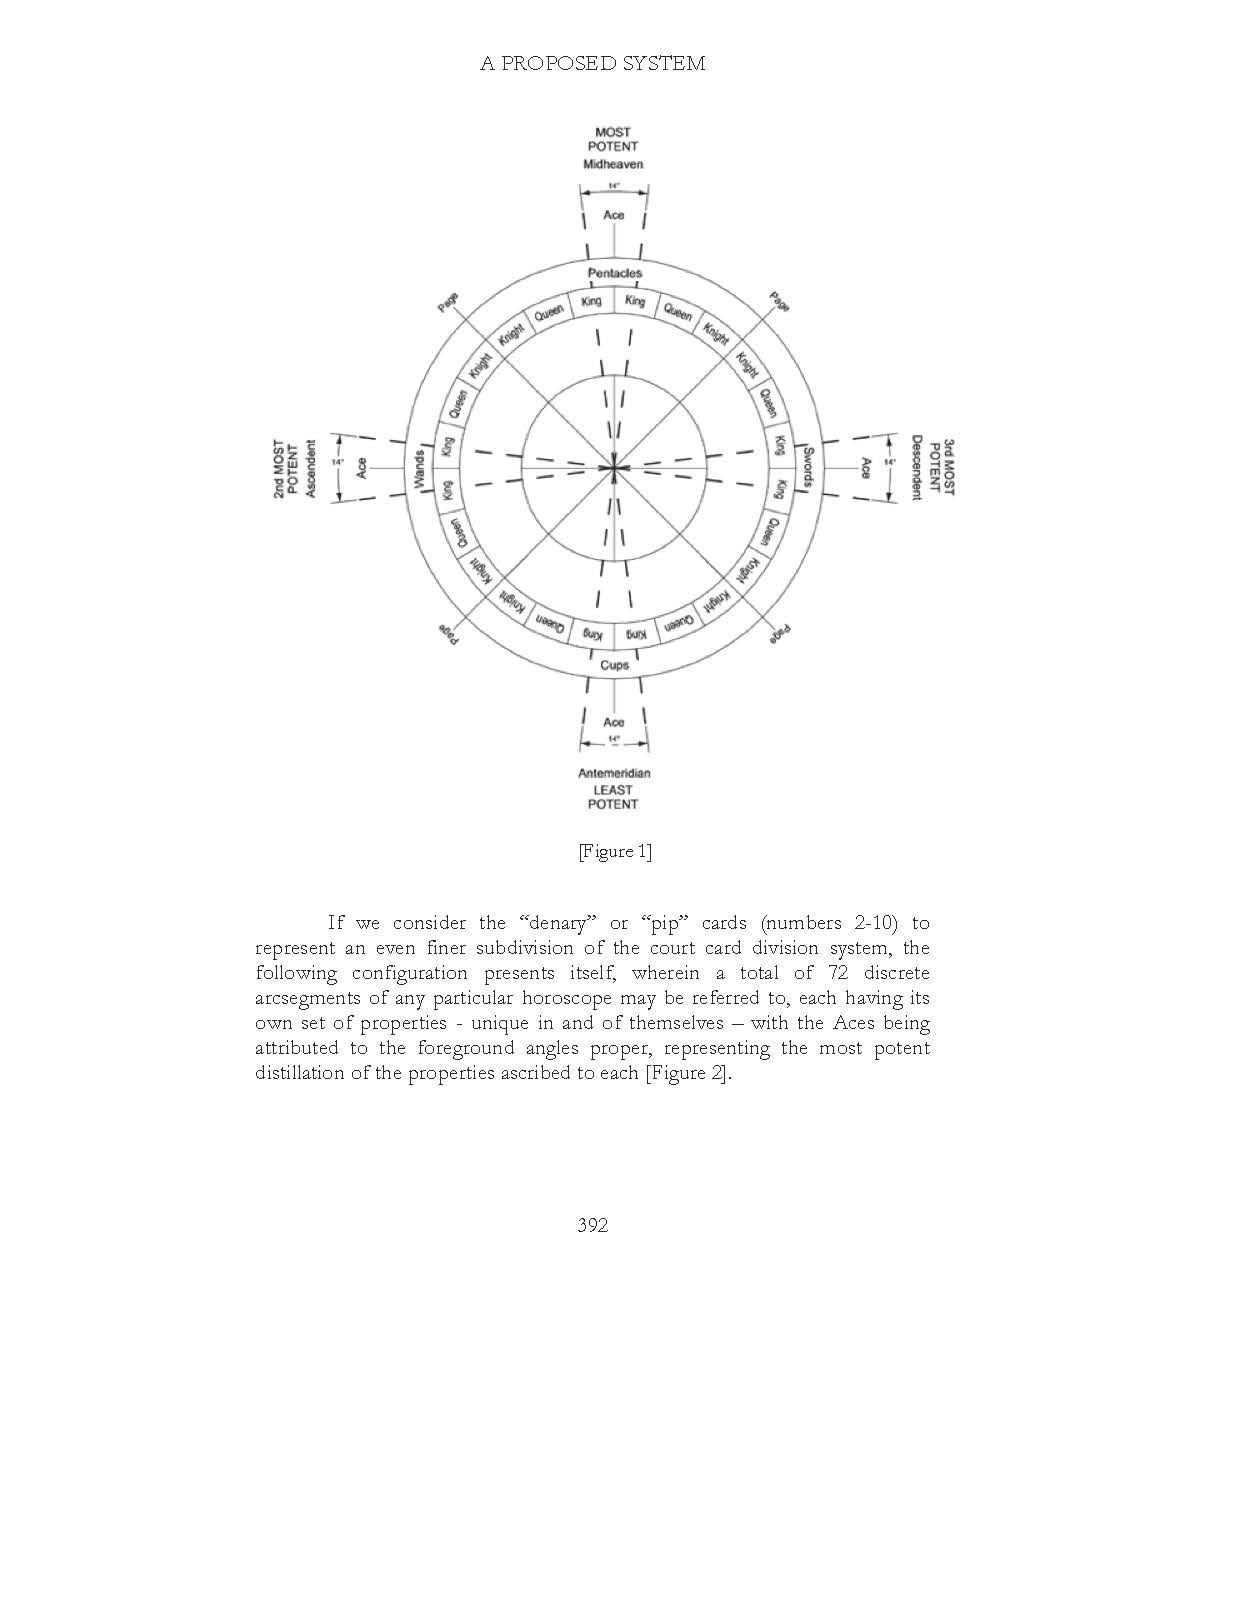 A PROPOSED SYSTEM
MOST
POTENT
Midheaven
14°
Ace
Pentacles
King
King
Queen
Queen
Knight
Knight
Page
Page
Knight
Knight
Queen
Queen
King
King
2nd MOST
POTENT
Ascendent
14°
Ace
Wands
Swords
Ace
14°
Descendent
3rd MOST
POTENT
King
King
Queen
Queen
Knight
Knight
Knight
Knight
Page
Page
Queen
Queen
King
King
Cups
Ace
14°
Antemeridian
LEAST
POTENT
[Figure 1]
If we consider the “denary” or “pip” cards (numbers 2-10) to
represent an even finer subdivision of the court card division system, the
following configuration presents itself, wherein a total of 72 discrete
arcsegments of any particular horoscope may be referred to, each having its
own set of properties - unique in and of themselves – with the Aces being
attributed to the foreground angles proper, representing the most potent
distillation of the properties ascribed to each [Figure 2].
392